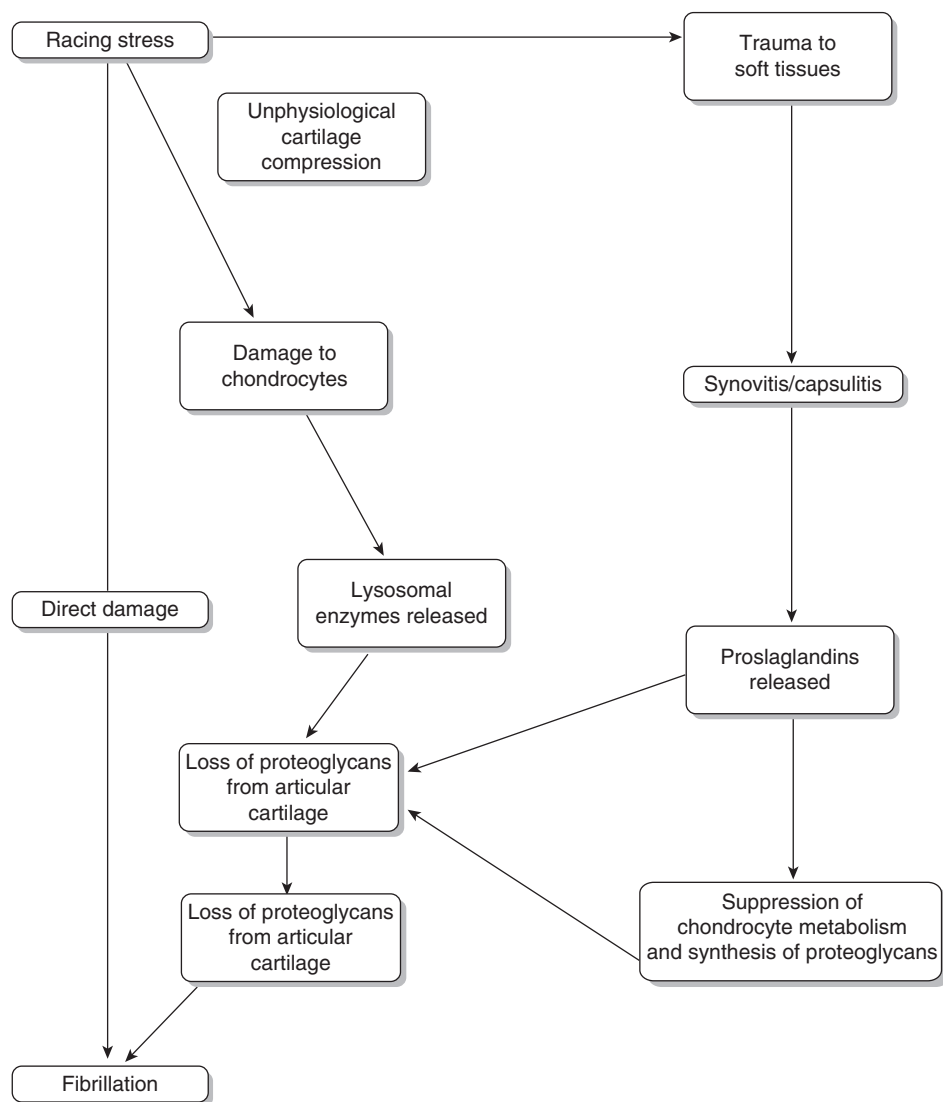 Racing stress
Trauma to
soft tissues
Unphysiological
cartilage
compression
Damage to
chondrocytes
Synovitis/capsulitis
Lysosomal
enzymes released
Direct damage
Proslaglandins
released
Loss of proteoglycans
from articular
cartilage
Loss of proteoglycans
from articular
cartilage
Suppression of
chondrocyte metabolism
and synthesis of proteoglycans
Fibrillation